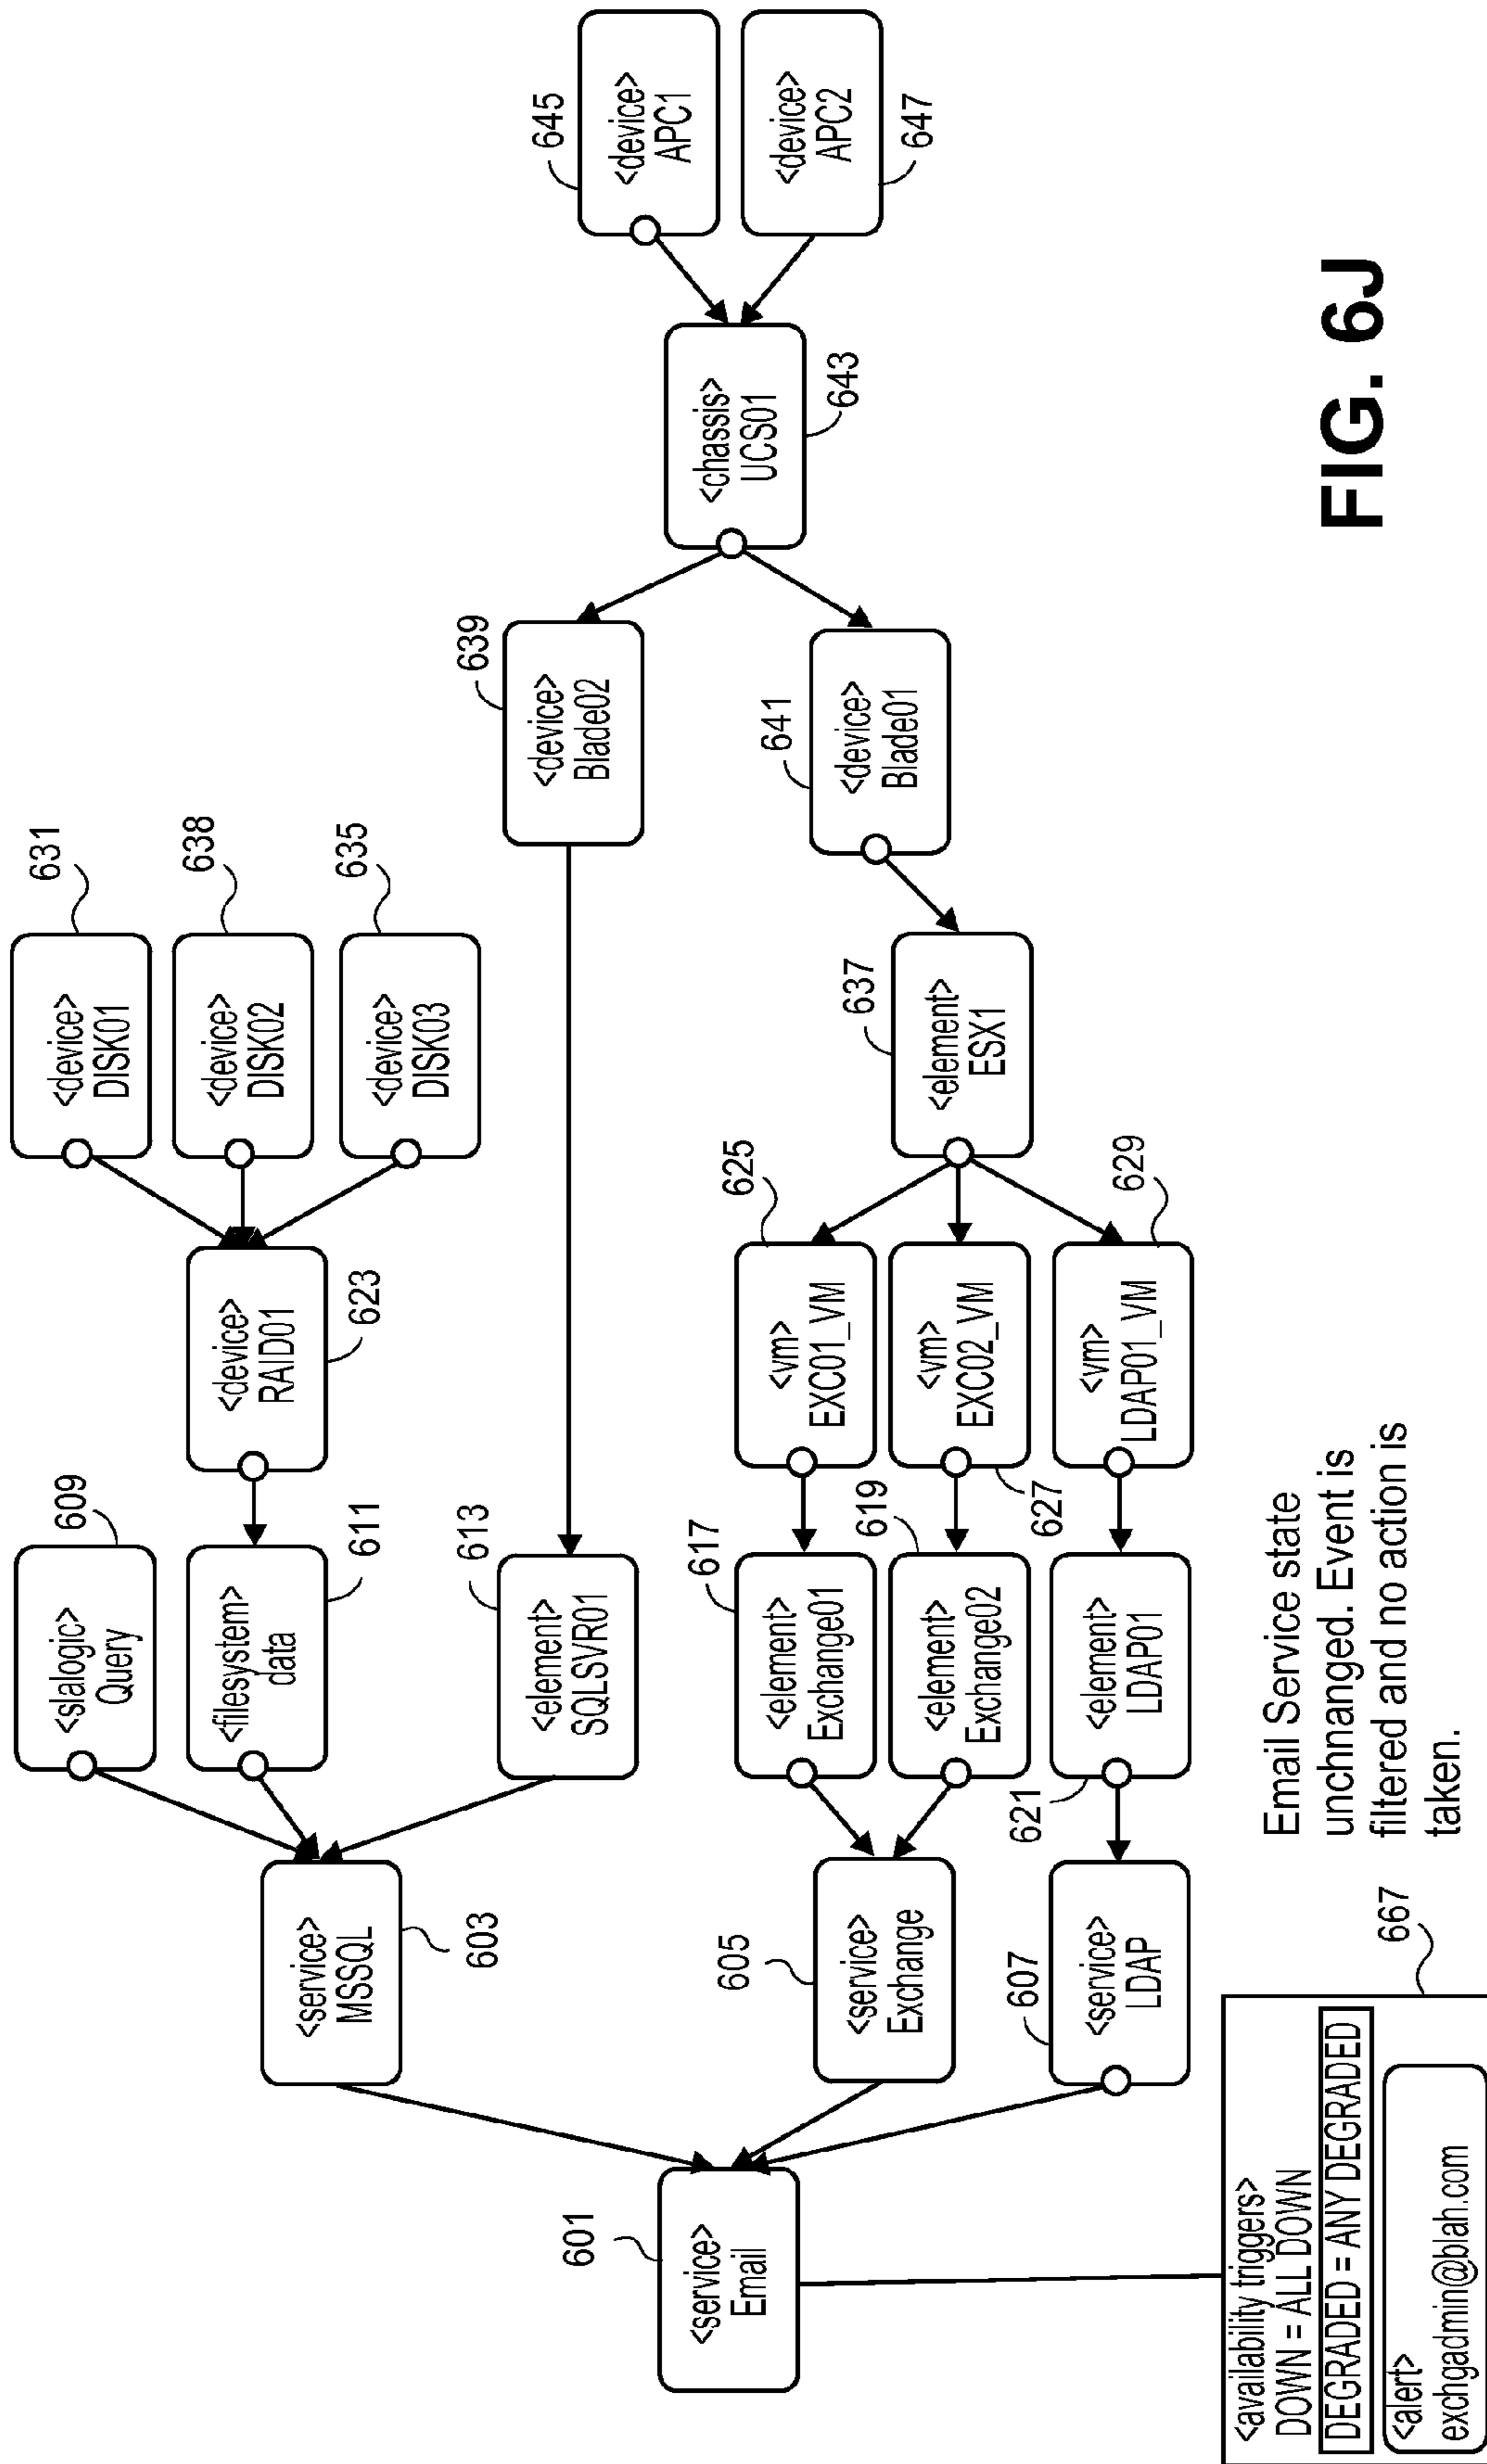 <service>
Email
601
<service>
MSSQL
603
<service>
Exchange
605
<service>
LDAP
607
<slalogic>
Query
609
<filesystem>
data
611
<element>
SQLSVR01
613
<element>
Exchange01
617
<element>
Exchange02
619
<element>
LDAP01
621
<device>
RAID01
623
<vm>
EXC01_VM
625
<vm>
EXC02_VM
627
<vm>
LDAP01_VM
629
<device>
DISK01
631
<device>
DISK02
638
<device>
DISK03
635
<element>
ESX1
637
<device>
Blade02
639
<device>
Blade01
641
<chassis>
UCS01
643
<device>
APC1
645
<device>
APC2
647
<availability triggers>
DOWN = ALL DOWN
DEGRADED = ANY DEGRADED
<alert>
exchgadmin@blah.com
667
Email Service state
unchnanged. Event is
filtered and no action is
taken.
FIG. 6J